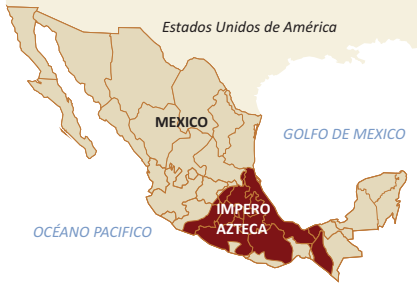 Estados Unidos de América
MEXICO
GOLFO DE MEXICO
IMPERO
AZTECA
OCÉANO PACIFICO